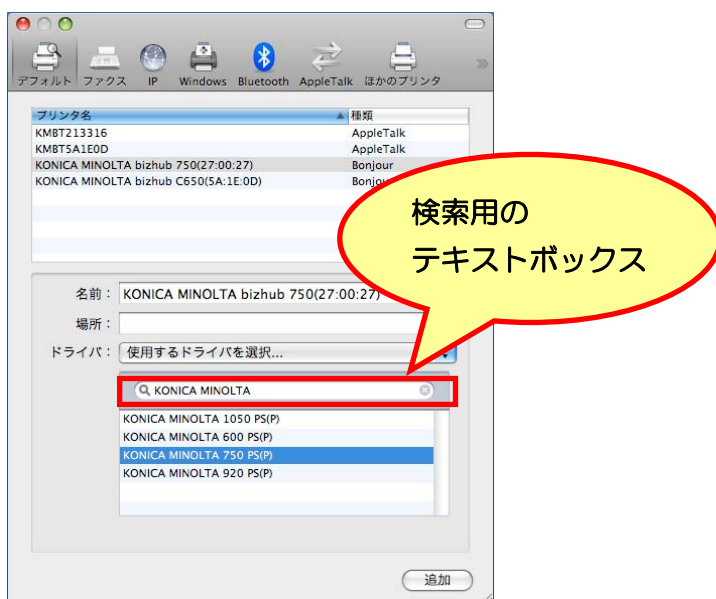 デフォルト ファクス IP Windows Bluetooth AppleTalk ほかのプリンタ
プリンタ名 種類
KMBT213316 AppleTalk
KMBT5A1E0D AppleTalk
KONICA MINOLTA bizhub 750(27:00:27) Bonjour
KONICA MINOLTA bizhub C650(5A:1E:0D)
検索用の
テキストボックス
名前： KONICA MINOLTA bizhub 750(27:00:27)
場所：
ドライバ： 使用するドライバを選択...
KONICA MINOLTA
KONICA MINOLTA 1050 PS(P)
KONICA MINOLTA 600 PS(P)
KONICA MINOLTA 750 PS(P)
KONICA MINOLTA 920 PS(P)
追加